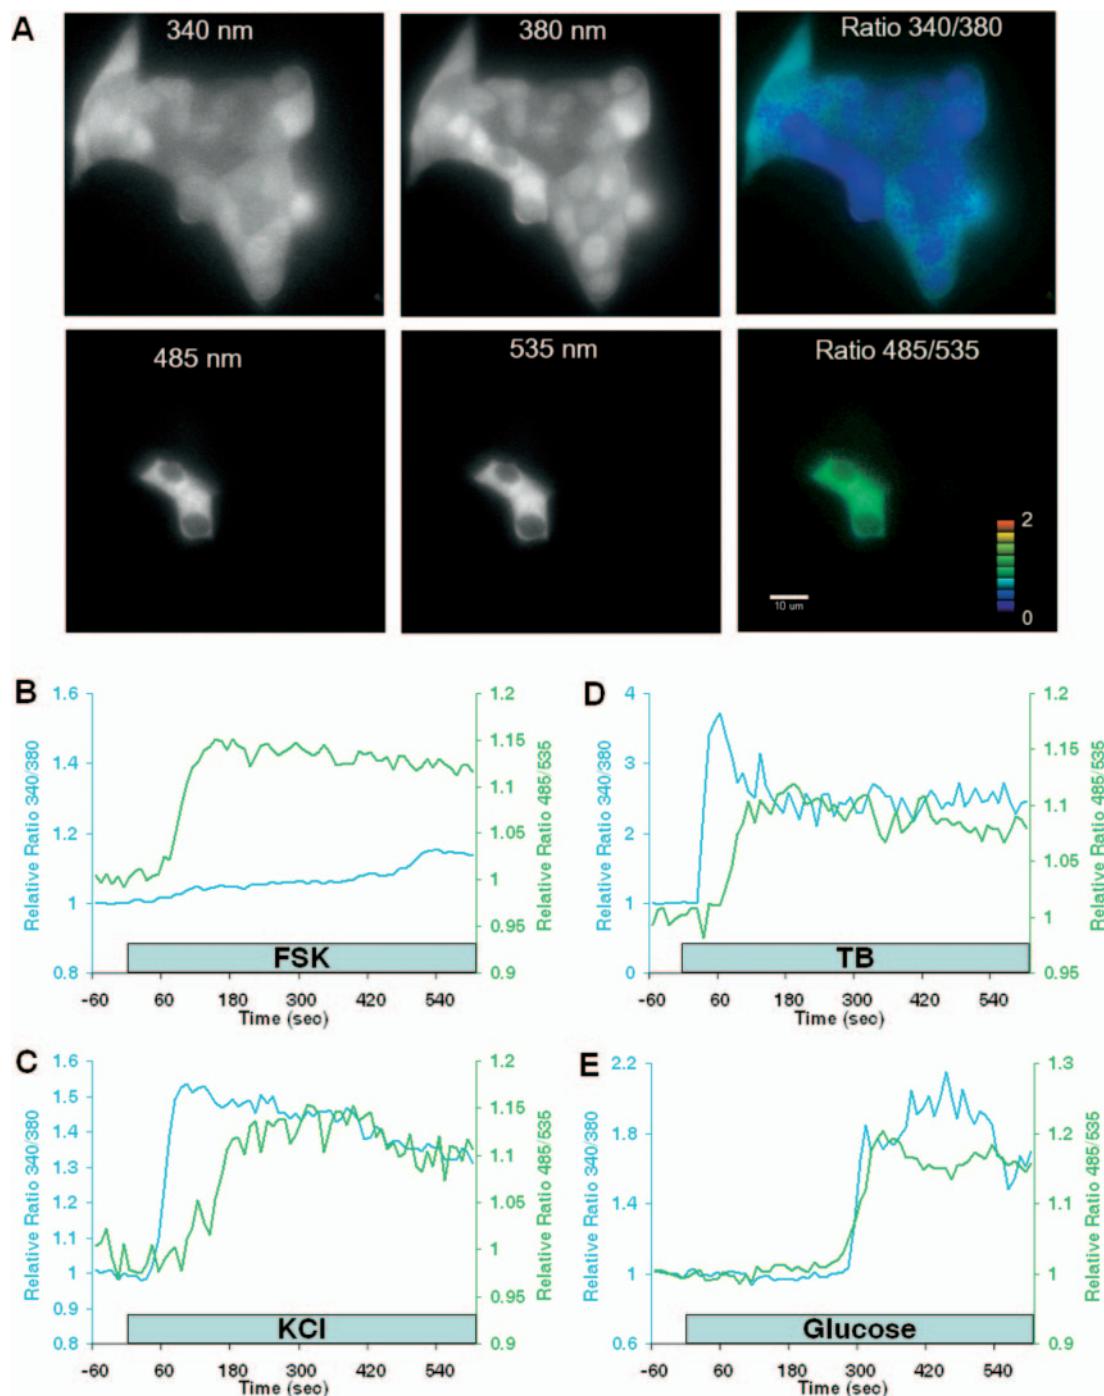 A
340 nm
380 nm
Ratio 340/380
485 nm
535 nm
Ratio 485/535
2
0
10 um
B
1.6
1.4
1.2
1
0.8
Relative Ratio 340/380
1.2
1.15
1.1
1.05
1
0.95
0.9
Relative Ratio 485/535
FSK
-60 60 180 300 420 540
Time (sec)
D
4
3
2
1
0
Relative Ratio 340/380
1.2
1.15
1.10
1.05
1
0.95
Relative Ratio 485/535
TB
-60 60 180 300 420 540
Time (sec)
C
1.6
1.5
1.4
1.3
1.2
1.1
1
0.9
0.8
Relative Ratio 340/380
1.2
1.15
1.1
1.05
1
0.95
0.9
Relative Ratio 485/535
KCl
-60 60 180 300 420 540
Time (sec)
E
2.2
1.8
1.4
1
0.6
Relative Ratio 340/380
1.3
1.2
1.1
1
0.9
Relative Ratio 485/535
Glucose
-60 60 180 300 420 540
Time (sec)